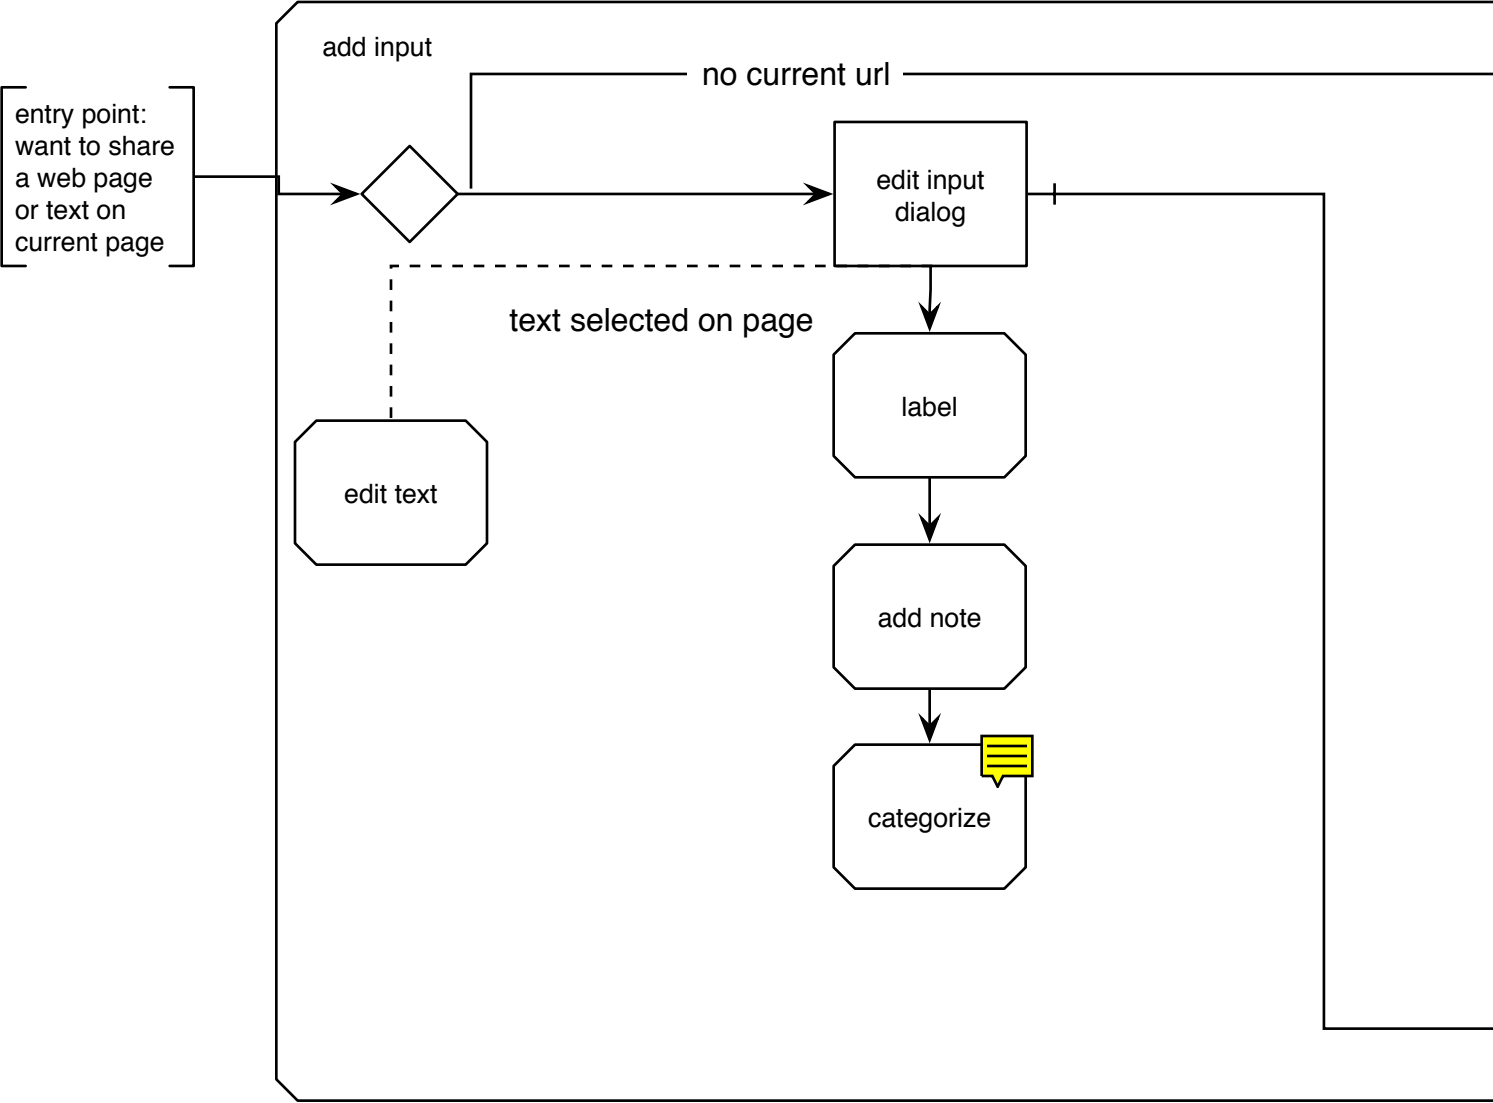 add input
no current url
entry point:
want to share
a web page
or text on
current page
edit input
dialog
text selected on page
label
edit text
add note
categorize